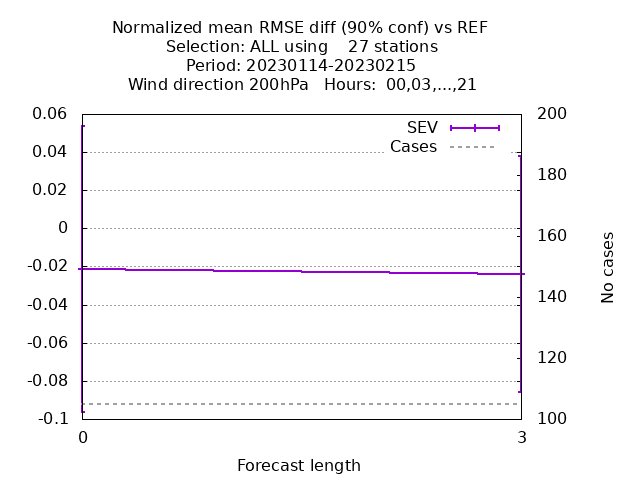 Normalized mean RMSE diff (90% conf) vs REF
Selection: ALL using    27 stations
Period: 20230114-20230215
Wind direction 200hPa   Hours:  00,03,...,21
0.06
0.04
0.02
0
-0.02
-0.04
-0.06
-0.08
-0.1
SEV
Cases
200
180
160
140
120
100
No cases
0
3
Forecast length